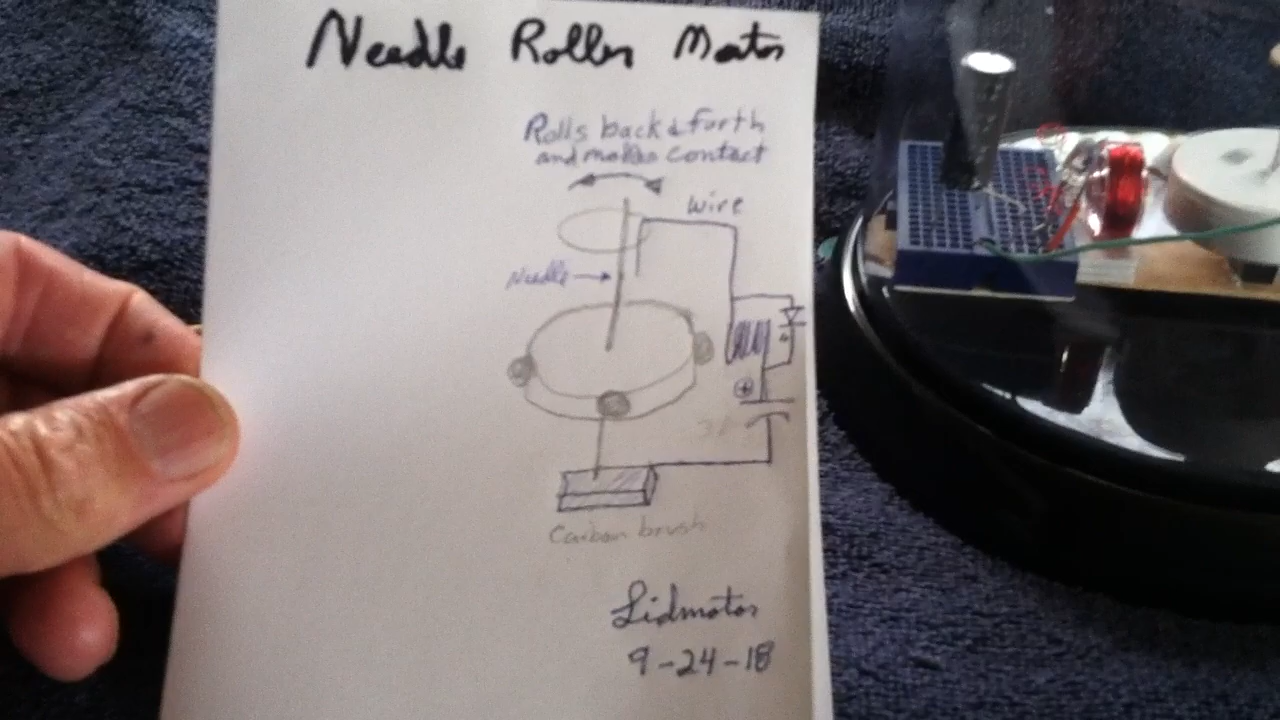 Needle Roller Motor
Rolls back & forth
and makes contact
wire
Needle
⊕
Carbon brush
Lidmotor
9-24-18